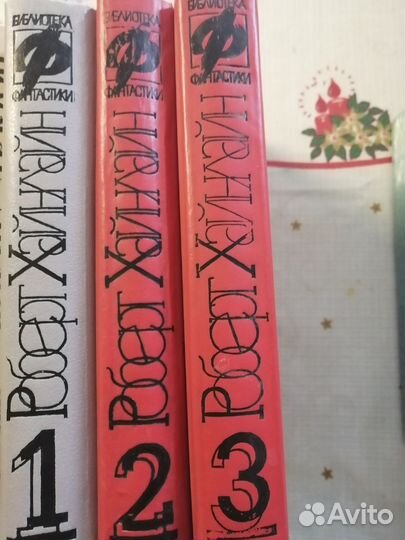 БИБЛИОТЕКА
Ф
ФАНТАСТИКИ
Роберт Хайнлайн
1
БИБЛИОТЕКА
Ф
ФАНТАСТИКИ
Роберт Хайнлайн
2
БИБЛИОТЕКА
Ф
ФАНТАСТИКИ
Роберт Хайнлайн
3
Avito